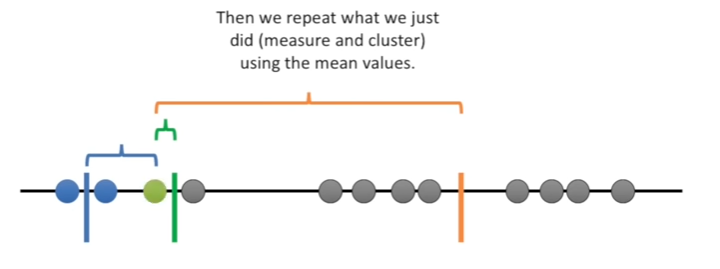 Then we repeat what we just
did (measure and cluster)
using the mean values.